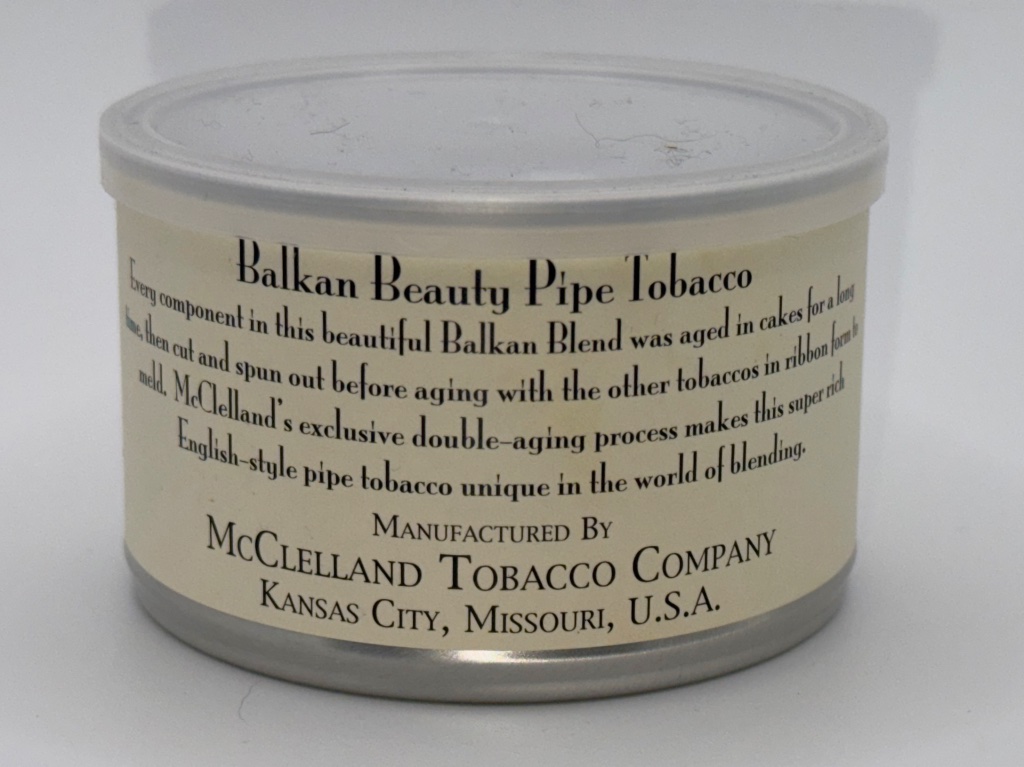 Balkan Beauty Pipe Tobacco
Every component in this beautiful Balkan Blend was aged in cakes for a long
time, then cut and spun out before aging with the other tobaccos in ribbon form to
meld. McClelland's exclusive double-aging process makes this super rich
English-style pipe tobacco unique in the world of blending.
MANUFACTURED BY
MCCLELLAND TOBACCO COMPANY
KANSAS CITY, MISSOURI, U.S.A.